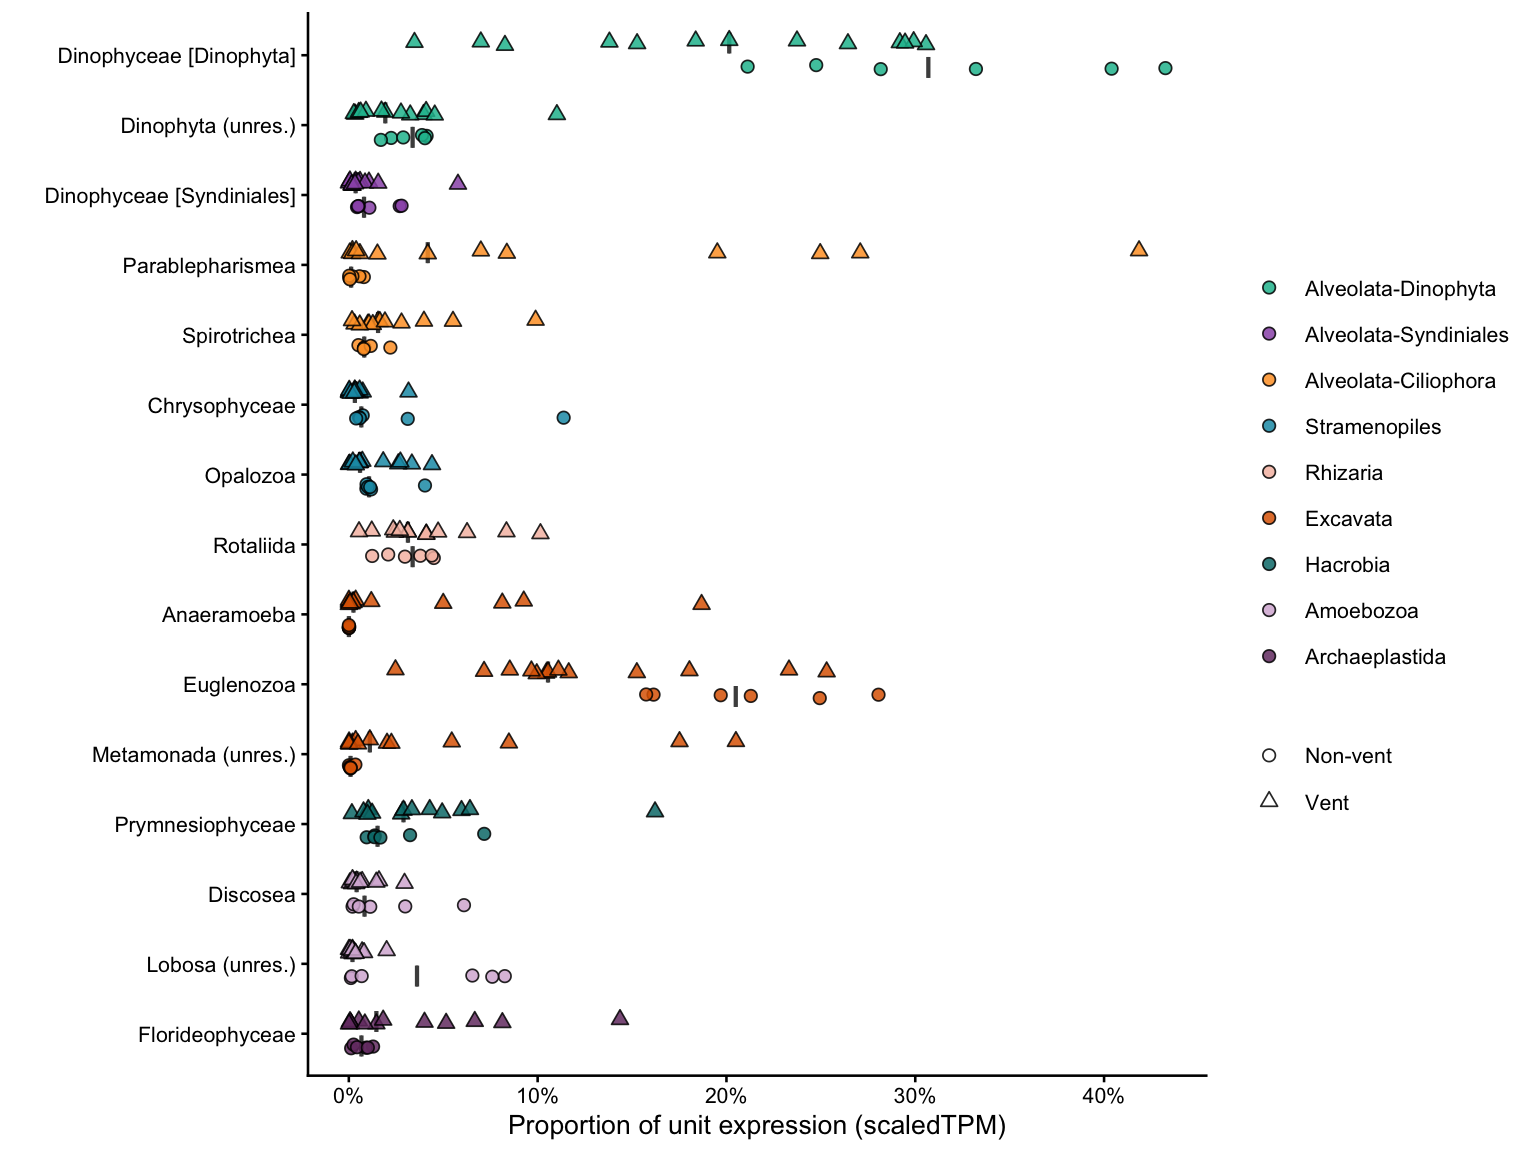 Dinophyceae [Dinophyta]
Dinophyta (unres.)
Dinophyceae [Syndiniales]
Parablepharismea
Spirotrichea
Chrysophyceae
Opalozoa
Rotaliida
Anaeramoeba
Euglenozoa
Metamonada (unres.)
Prymnesiophyceae
Discosea
Lobosa (unres.)
Florideophyceae
0% 10% 20% 30% 40%
Proportion of unit expression (scaledTPM)
Alveolata-Dinophyta
Alveolata-Syndiniales
Alveolata-Ciliophora
Stramenopiles
Rhizaria
Excavata
Hacrobia
Amoebozoa
Archaeplastida
Non-vent
Vent